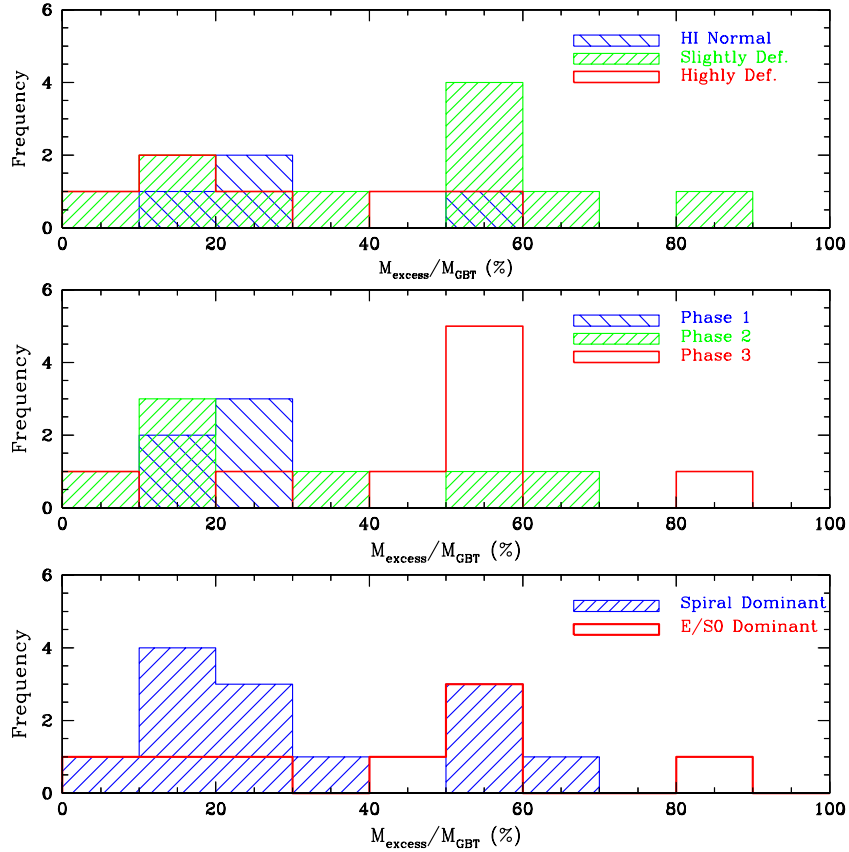 6
4
2
0
Frequency
HI Normal
Slightly Def.
Highly Def.
0 20 40 60 80 100
M_excess/M_GBT (%)
6
4
2
0
Frequency
Phase 1
Phase 2
Phase 3
0 20 40 60 80 100
M_excess/M_GBT (%)
6
4
2
0
Frequency
Spiral Dominant
E/S0 Dominant
0 20 40 60 80 100
M_excess/M_GBT (%)